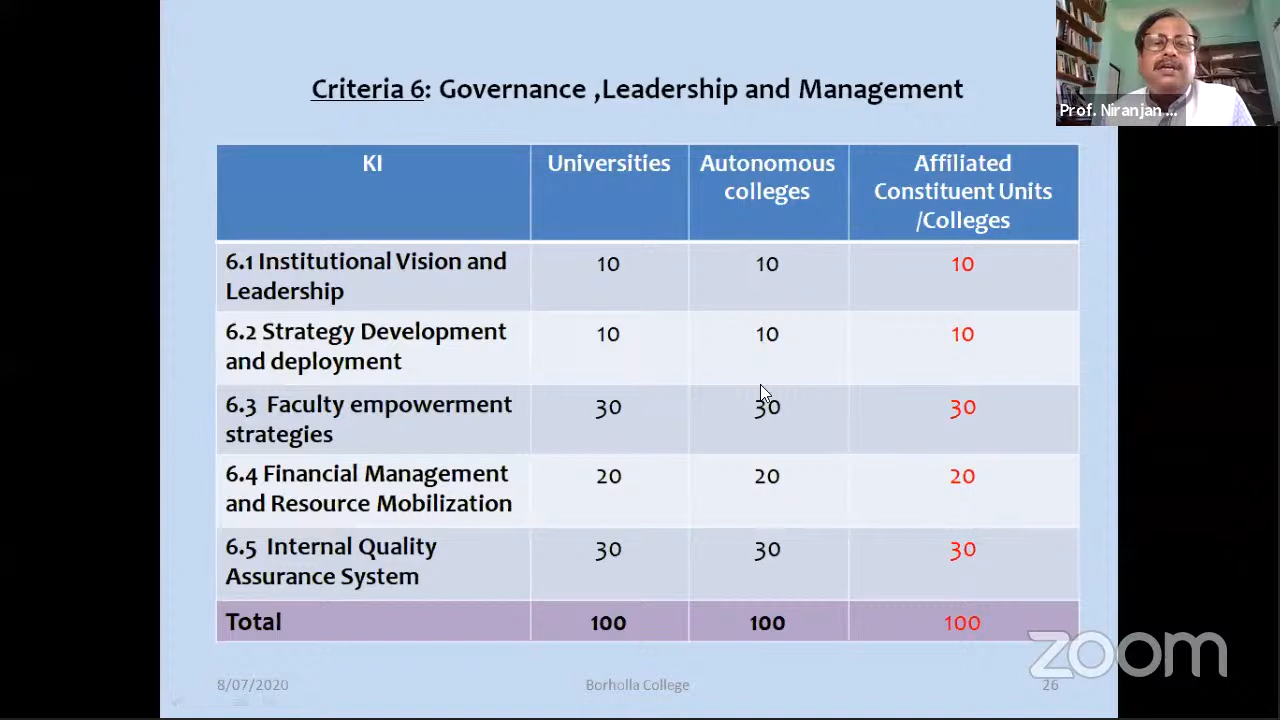 Criteria 6: Governance ,Leadership and Management
Prof. Niranjan ...
KI
Universities
Autonomous
colleges
Affiliated
Constituent Units
/Colleges
6.1 Institutional Vision and
Leadership
10
10
10
6.2 Strategy Development
and deployment
10
10
10
6.3 Faculty empowerment
strategies
30
30
30
6.4 Financial Management
and Resource Mobilization
20
20
20
6.5 Internal Quality
Assurance System
30
30
30
Total
100
100
100
zoom
8/07/2020
Borholla College
26